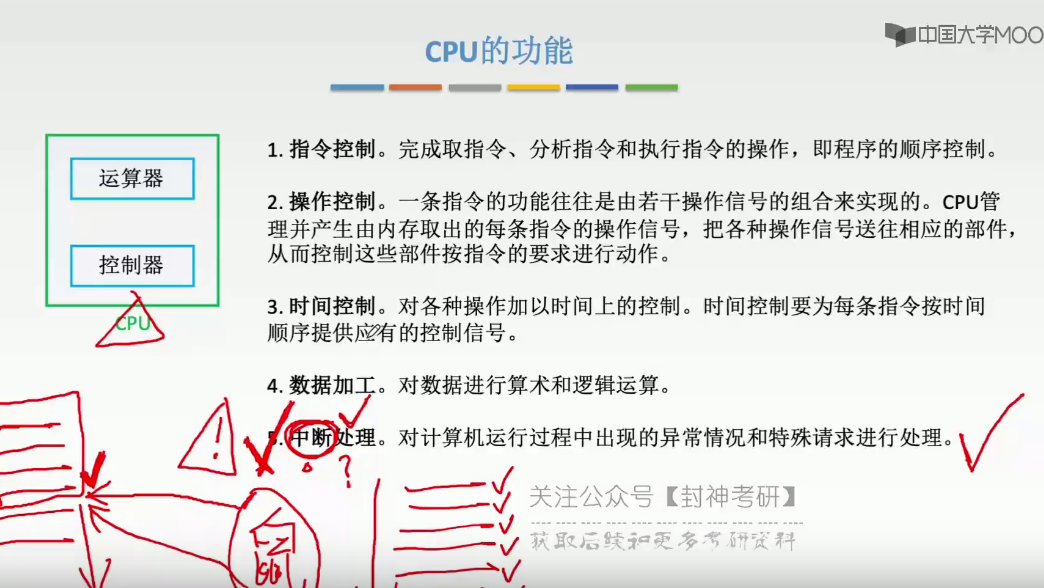 中国大学MOO
CPU的功能
运算器
控制器
CPU
1. 指令控制。完成取指令、分析指令和执行指令的操作，即程序的顺序控制。
2. 操作控制。一条指令的功能往往是由若干操作信号的组合来实现的。CPU管
理并产生由内存取出的每条指令的操作信号，把各种操作信号送往相应的部件，
从而控制这些部件按指令的要求进行动作。
3. 时间控制。对各种操作加以时间上的控制。时间控制要为每条指令按时间
顺序提供应有的控制信号。
4. 数据加工。对数据进行算术和逻辑运算。
5. 中断处理。对计算机运行过程中出现的异常情况和特殊请求进行处理。
!
?
关注公众号【封神考研】
获取后续和更多考研资料